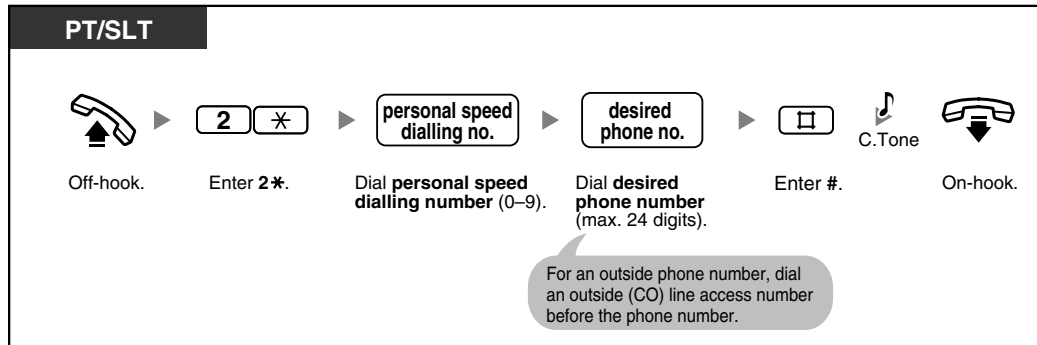 PT/SLT
2 *
personal speed
dialling no.
desired
phone no.
#
C.Tone
Off-hook.
Enter 2*.
Dial personal speed
dialling number (0–9).
Dial desired
phone number
(max. 24 digits).
Enter #.
On-hook.
For an outside phone number, dial
an outside (CO) line access number
before the phone number.